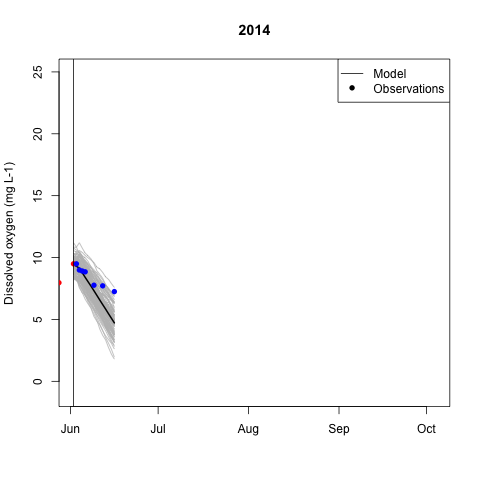 2014
Dissolved oxygen (mg L-1)
25
20
15
10
5
0
Model
Observations
Jun
Jul
Aug
Sep
Oct